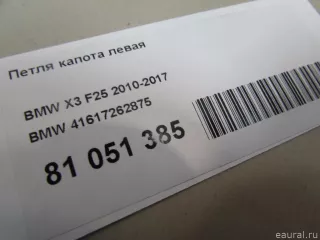 Петля капота левая
BMW X3 F25 2010-2017
BMW 41617262875
81 051 385
eaural.ru